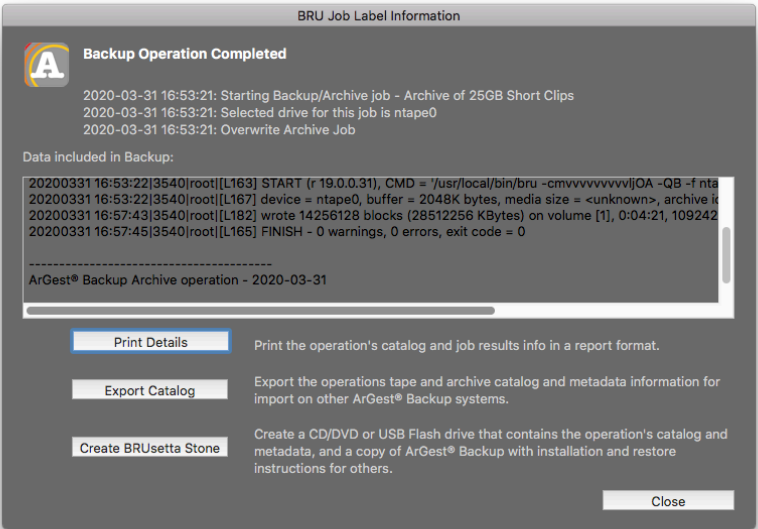 BRU Job Label Information
A
Backup Operation Completed
2020-03-31 16:53:21: Starting Backup/Archive job - Archive of 25GB Short Clips
2020-03-31 16:53:21: Selected drive for this job is ntape0
2020-03-31 16:53:21: Overwrite Archive Job
Data included in Backup:
20200331 16:53:22|3540|root|[L163] START (r 19.0.0.31), CMD = '/usr/local/bin/bru -cmvvvvvvvvvljOA -QB -f nta
20200331 16:53:22|3540|root|[L167] device = ntape0, buffer = 2048K bytes, media size = <unknown>, archive id
20200331 16:57:43|3540|root|[L182] wrote 14256128 blocks (28512256 KBytes) on volume [1], 0:04:21, 109242
20200331 16:57:45|3540|root|[L165] FINISH - 0 warnings, 0 errors, exit code = 0
----------------------------------------
ArGest® Backup Archive operation - 2020-03-31
Print Details
Print the operation's catalog and job results info in a report format.
Export Catalog
Export the operations tape and archive catalog and metadata information for
import on other ArGest® Backup systems.
Create BRUsetta Stone
Create a CD/DVD or USB Flash drive that contains the operation's catalog and
metadata, and a copy of ArGest® Backup with installation and restore
instructions for others.
Close